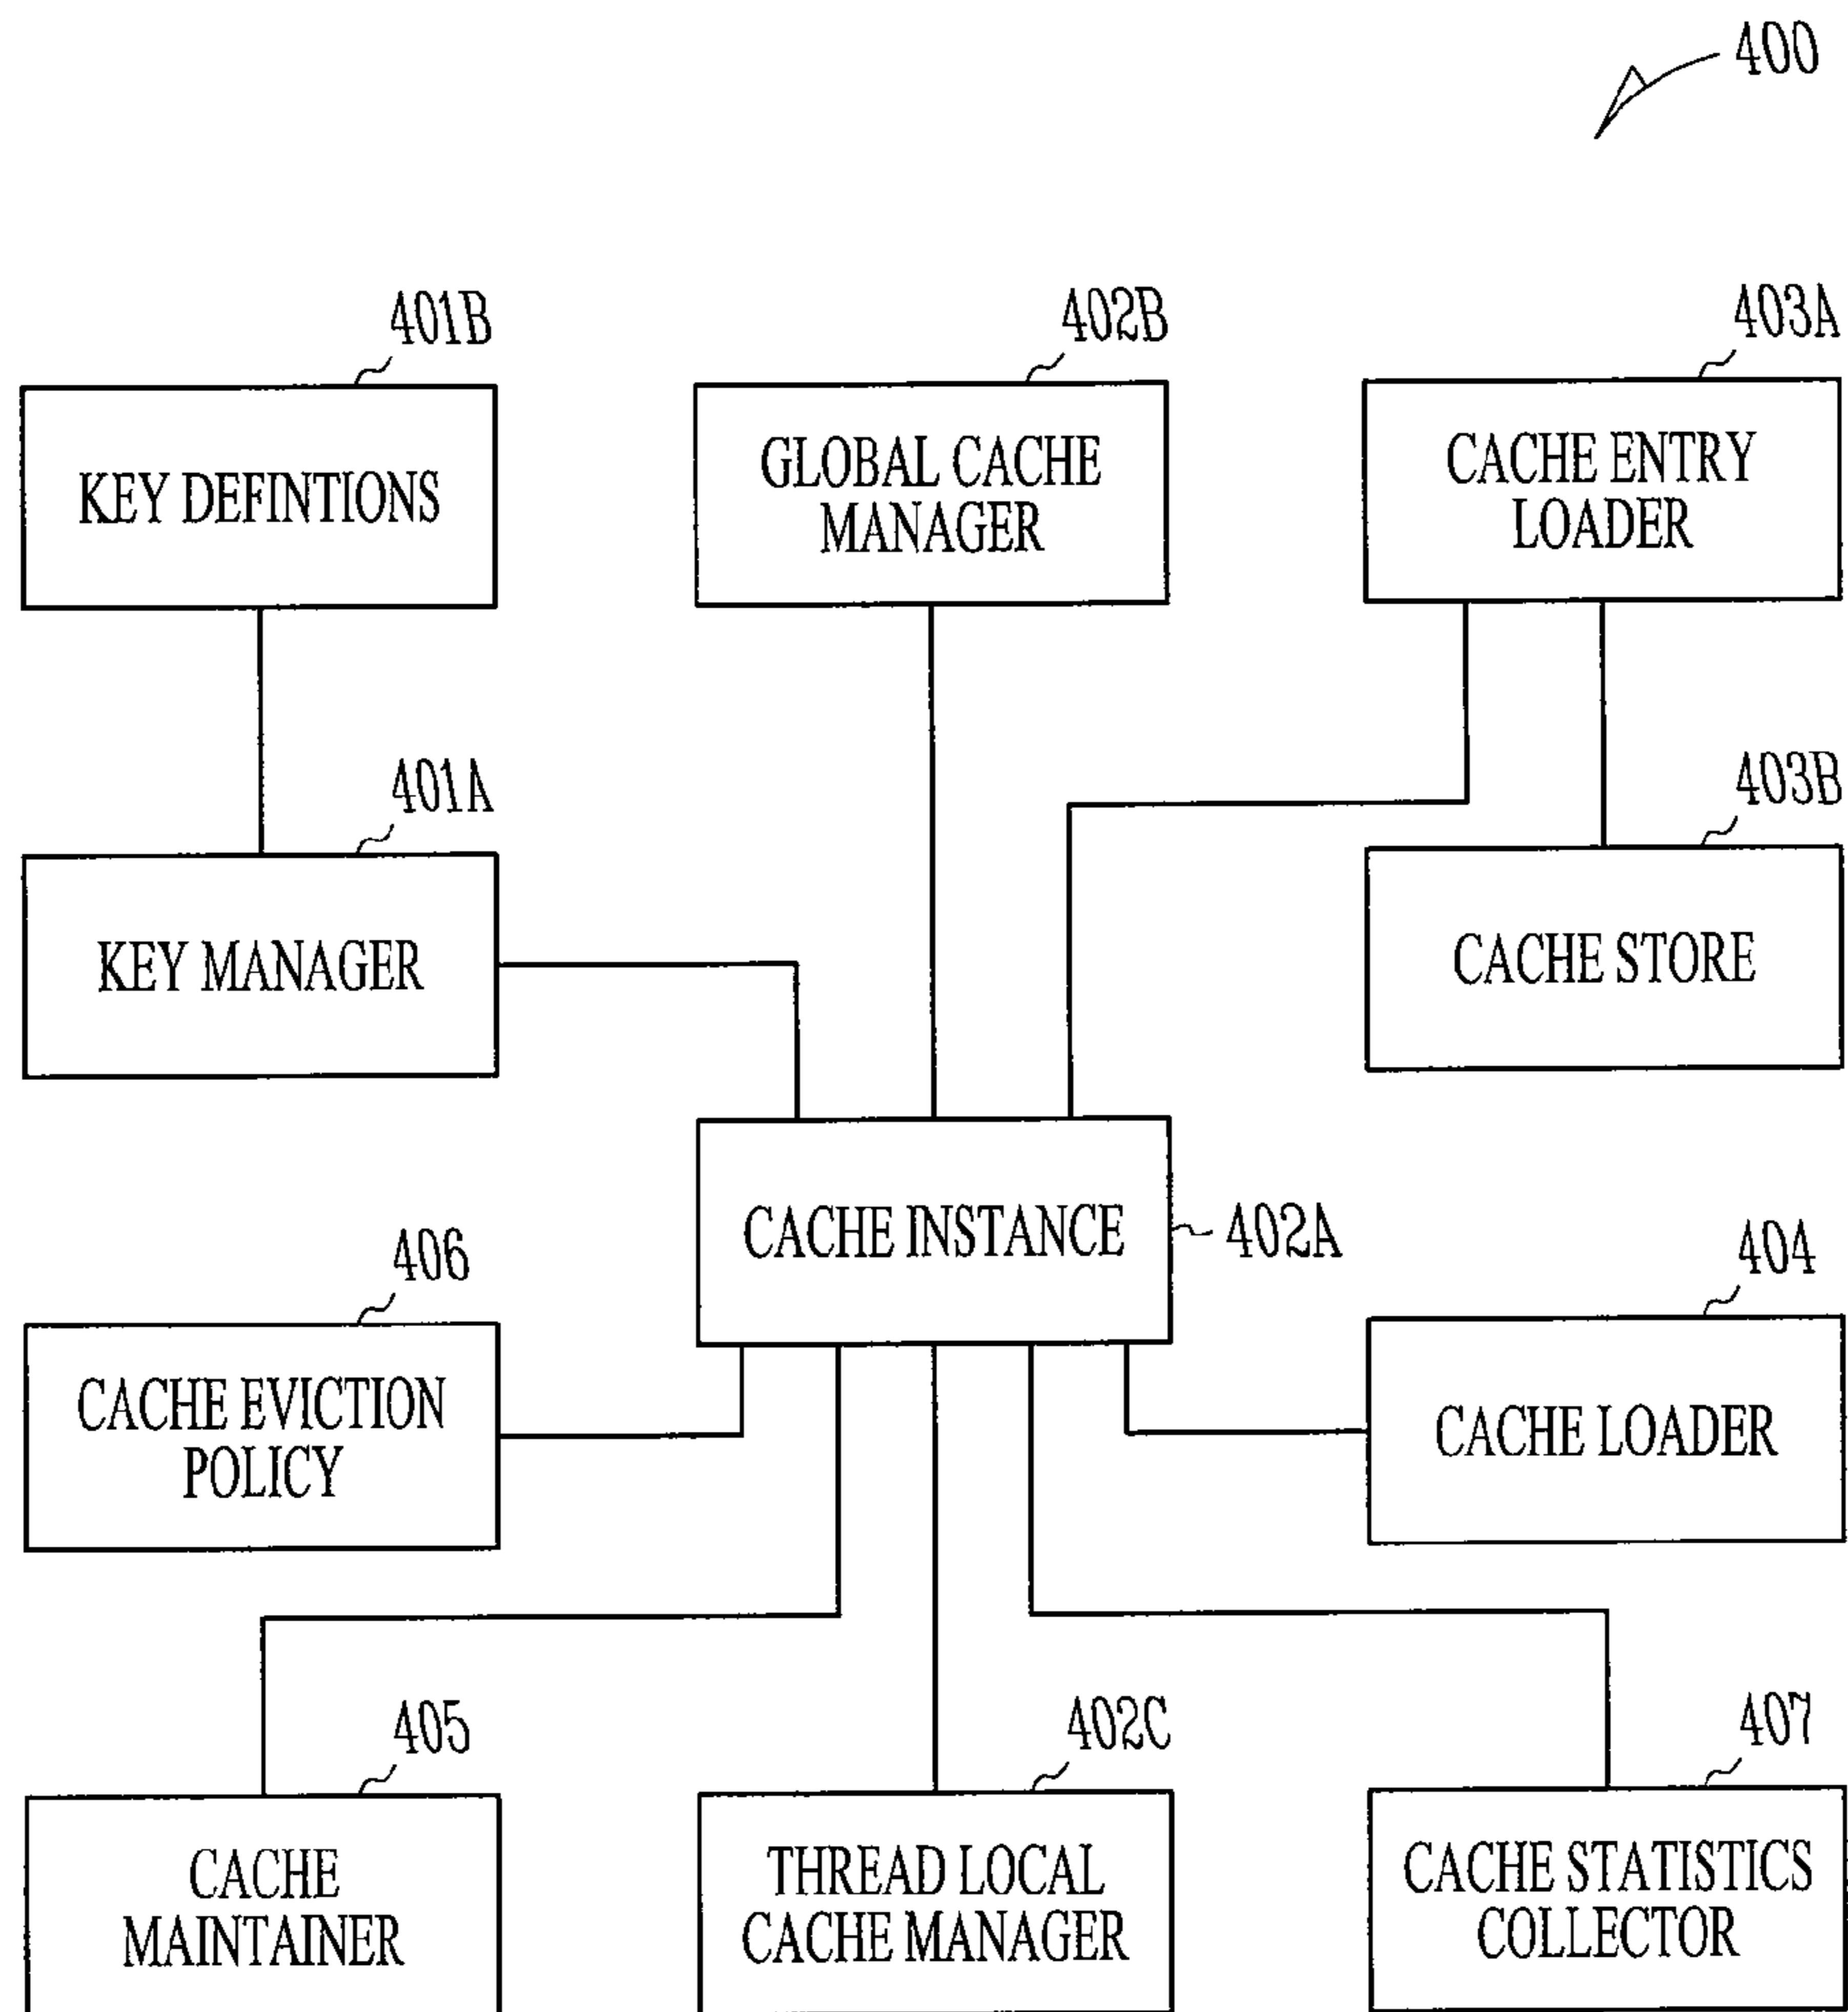 400
401B
402B
403A
KEY DEFINTIONS
GLOBAL CACHE
MANAGER
CACHE ENTRY
LOADER
401A
403B
KEY MANAGER
CACHE STORE
CACHE INSTANCE
402A
406
404
CACHE EVICTION
POLICY
CACHE LOADER
405
402C
407
CACHE
MAINTAINER
THREAD LOCAL
CACHE MANAGER
CACHE STATISTICS
COLLECTOR